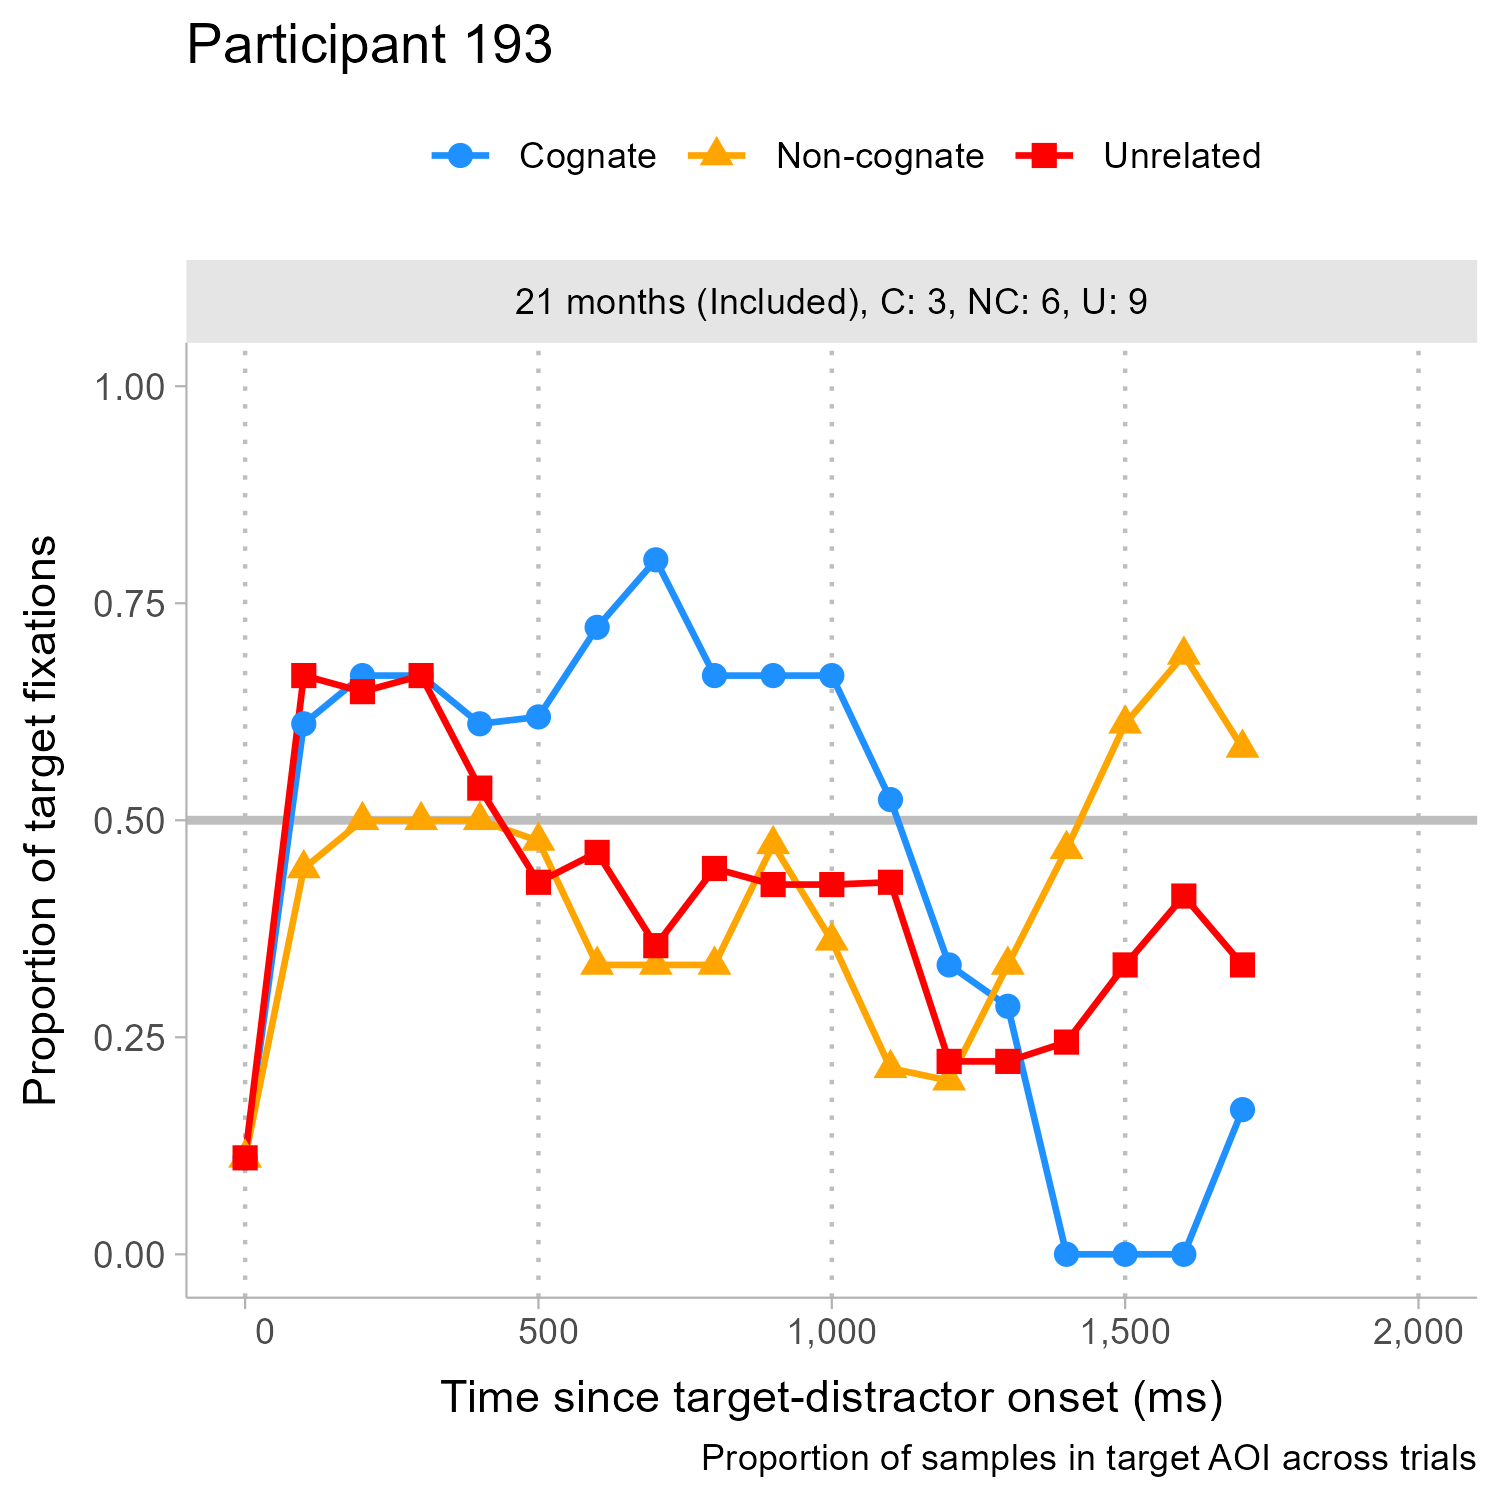 Participant 193
Cognate Non-cognate Unrelated
21 months (Included), C: 3, NC: 6, U: 9
Proportion of target fixations
1.00
0.75
0.50
0.25
0.00
0 500 1,000 1,500 2,000
Time since target-distractor onset (ms)
Proportion of samples in target AOI across trials